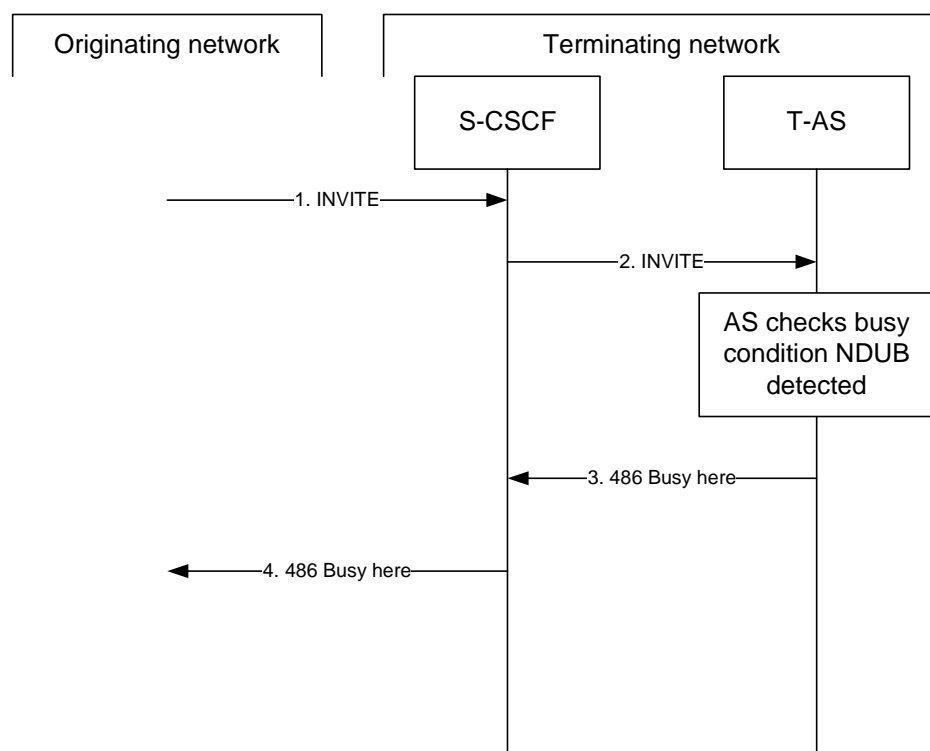 Originating network
Terminating network
S-CSCF
T-AS
1. INVITE
2. INVITE
AS checks busy
condition NDUB
detected
3. 486 Busy here
4. 486 Busy here